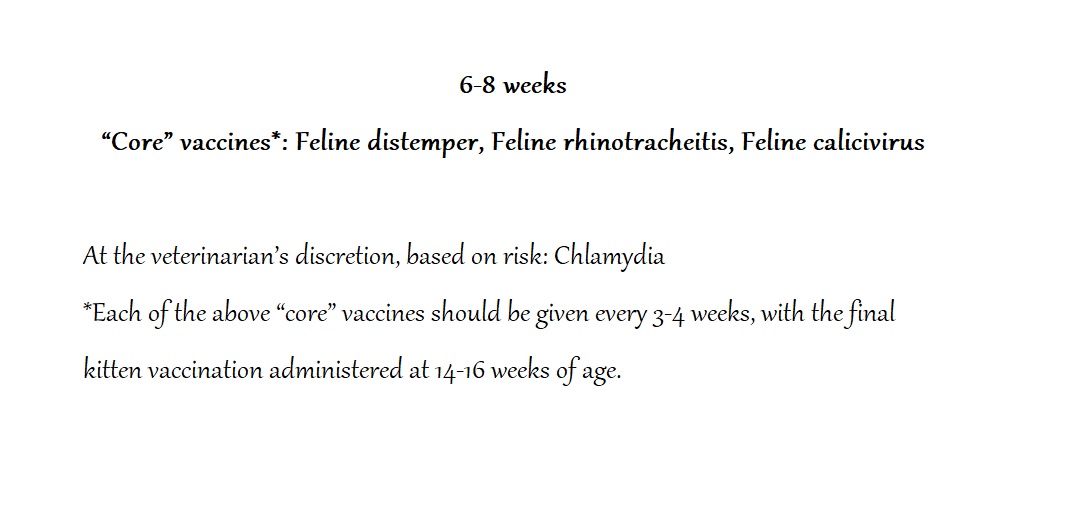 6-8 weeks
“Core” vaccines*: Feline distemper, Feline rhinotracheitis, Feline calicivirus
At the veterinarian’s discretion, based on risk: Chlamydia
*Each of the above “core” vaccines should be given every 3-4 weeks, with the final
kitten vaccination administered at 14-16 weeks of age.